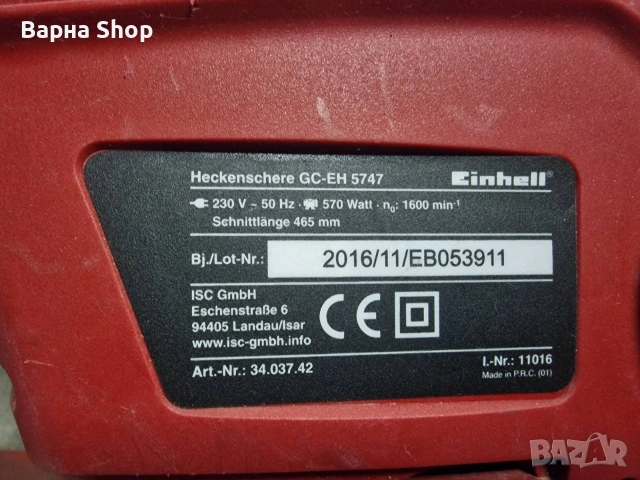 Варна Shop
Heckenschere GC-EH 5747
Einhell
230 V ~ 50 Hz · 570 Watt · n₀: 1600 min⁻¹
Schnittlänge 465 mm
Bj./Lot-Nr.: 2016/11/EB053911
ISC GmbH
Eschenstraße 6
94405 Landau/Isar
www.isc-gmbh.info
CE
Art.-Nr.: 34.037.42
I.-Nr.: 11016
Made in P.R.C. (01)
BAZAR
bazar.bg